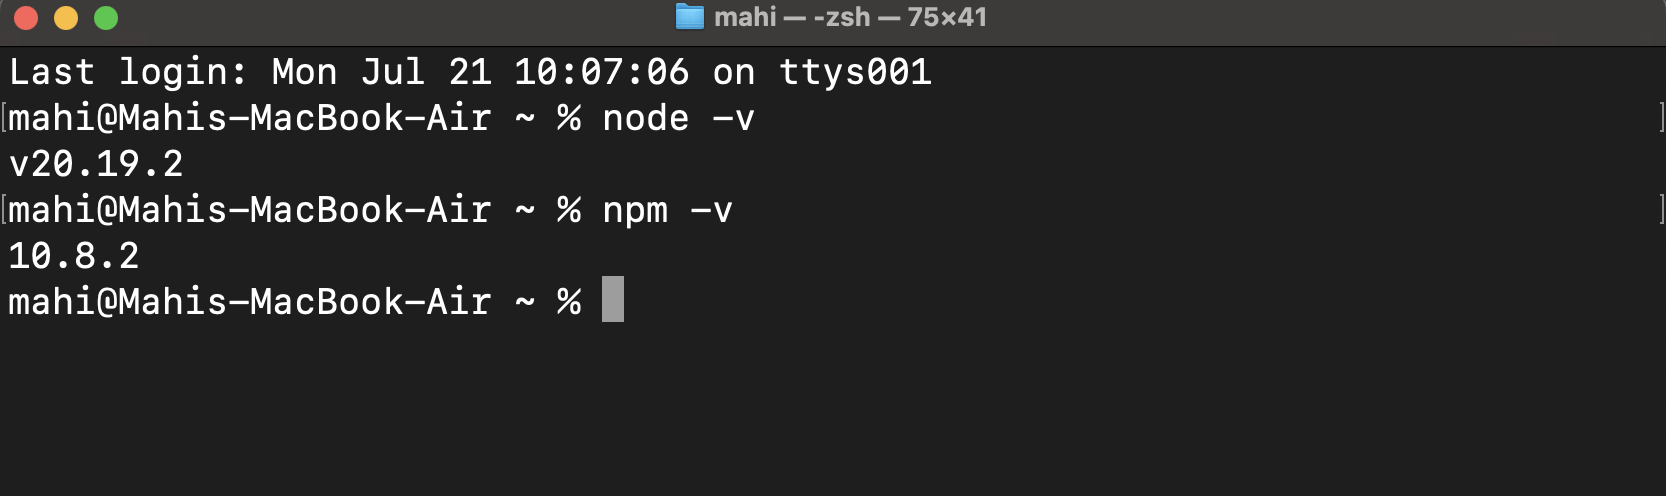 mahi — -zsh — 75×41
Last login: Mon Jul 21 10:07:06 on ttys001
[mahi@Mahis-MacBook-Air ~ % node -v ]
v20.19.2
[mahi@Mahis-MacBook-Air ~ % npm -v ]
10.8.2
mahi@Mahis-MacBook-Air ~ %